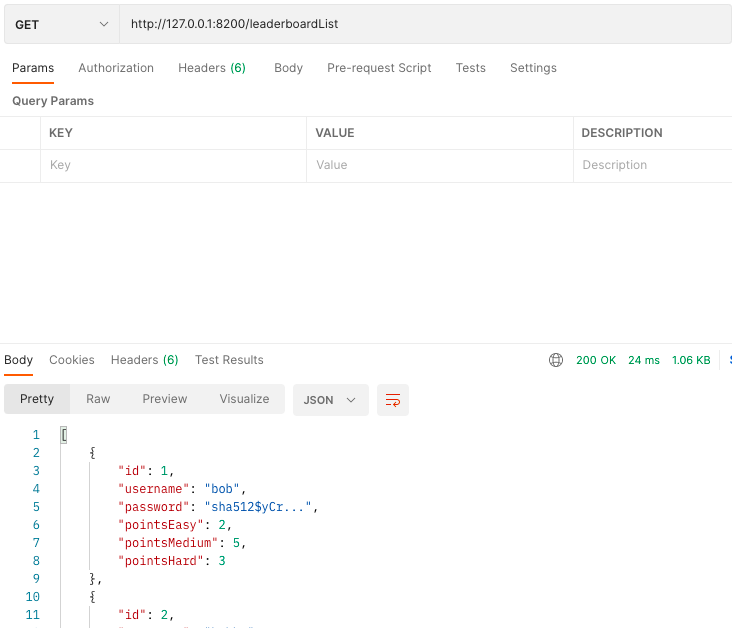 GET http://127.0.0.1:8200/leaderboardList
Params Authorization Headers (6) Body Pre-request Script Tests Settings
Query Params
KEY VALUE DESCRIPTION
Key Value Description
Body Cookies Headers (6) Test Results 200 OK 24 ms 1.06 KB
Pretty Raw Preview Visualize JSON
1 [
2 {
3 "id": 1,
4 "username": "bob",
5 "password": "sha512$yCr...",
6 "pointsEasy": 2,
7 "pointsMedium": 5,
8 "pointsHard": 3
9 },
10 {
11 "id": 2,